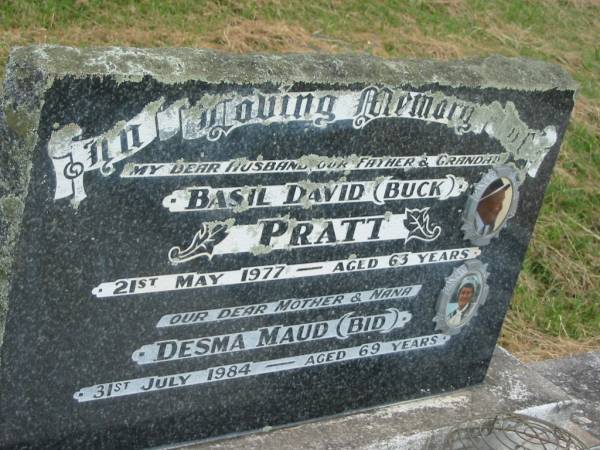 In Loving Memory of
MY DEAR HUSBAND, OUR FATHER & GRANDAD
BASIL DAVID (BUCK)
PRATT
21ST MAY 1977 — AGED 63 YEARS
OUR DEAR MOTHER & NANA
DESMA MAUD (BID)
31ST JULY 1984 — AGED 69 YEARS